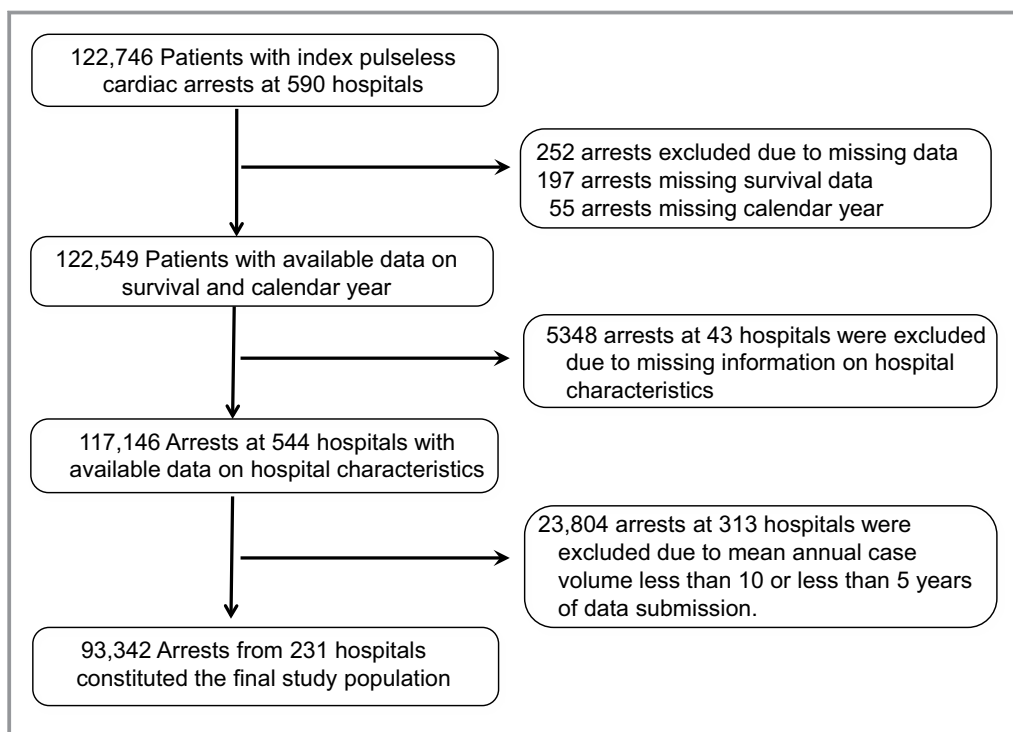 122,746 Patients with index pulseless
cardiac arrests at 590 hospitals
252 arrests excluded due to missing data
197 arrests missing survival data
55 arrests missing calendar year
122,549 Patients with available data on
survival and calendar year
5348 arrests at 43 hospitals were excluded
due to missing information on hospital
characteristics
117,146 Arrests at 544 hospitals with
available data on hospital characteristics
23,804 arrests at 313 hospitals were
excluded due to mean annual case
volume less than 10 or less than 5 years
of data submission.
93,342 Arrests from 231 hospitals
constituted the final study population